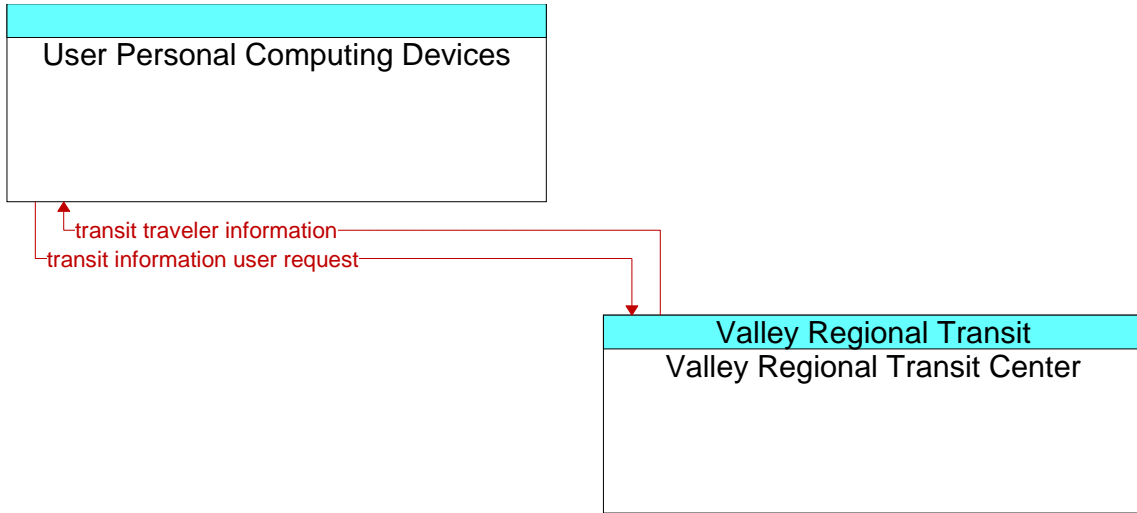 User Personal Computing Devices
transit traveler information
transit information user request
Valley Regional Transit
Valley Regional Transit Center